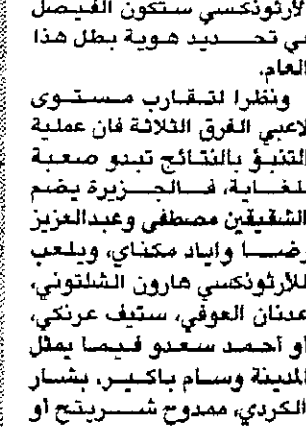 الأرثوذكسي ستكون الفيصل
في تحديد هوية بطل هذا
العام.
ونظرا لتقارب مستوى
لاعبي الفرق الثلاثة فان عملية
التنبؤ بالنتائج تبدو صعبة
للغاية، فالجزيرة يضم
الشقيقين مصطفى وعبدالعزيز
رضا واياد مكناي، ويلعب
للأرثوذكسي هارون الشلتوني،
عدنان العوفي، ستيف عرنكي،
أو أحمد سعدو فيما يمثل
المدينة وسام باكير، بشار
الكردي، ممدوح شربتح أو